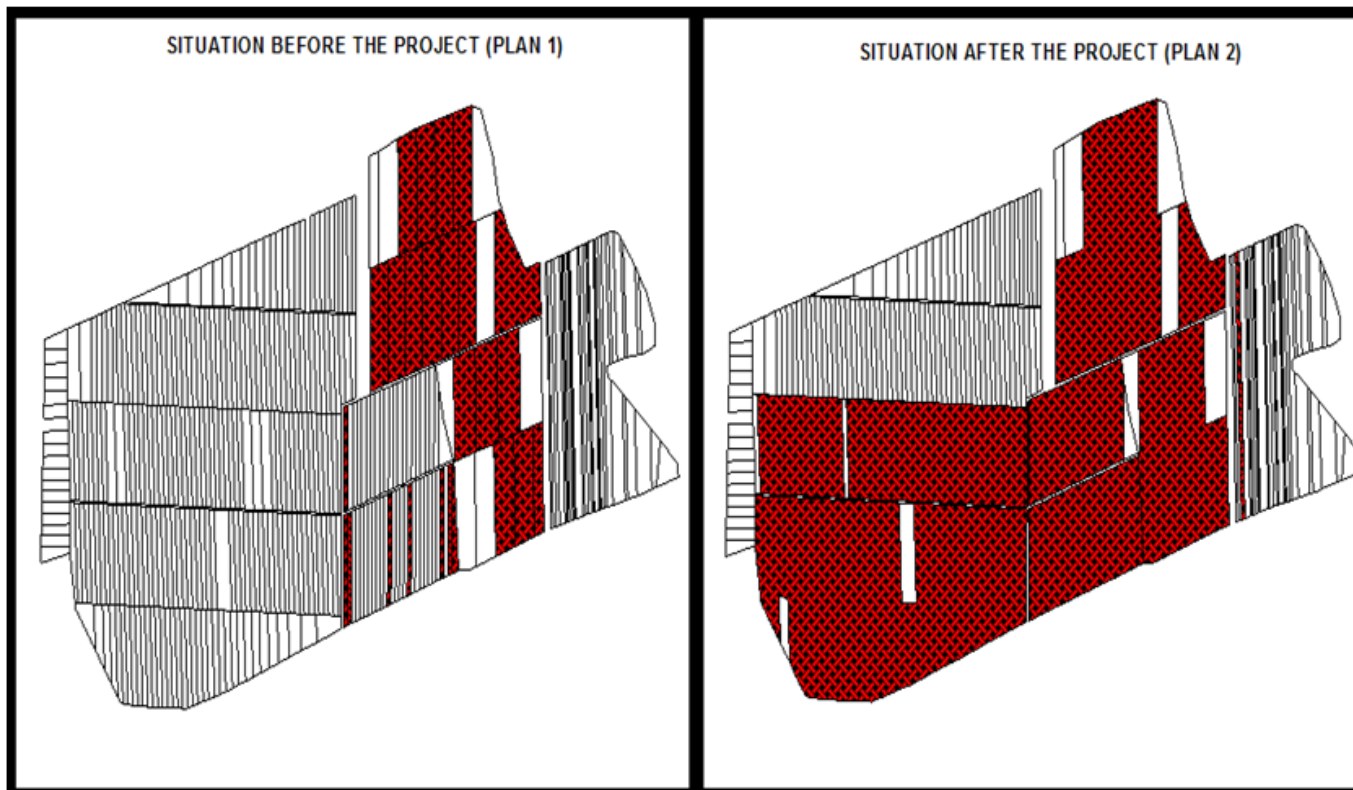 SITUATION BEFORE THE PROJECT (PLAN 1)
SITUATION AFTER THE PROJECT (PLAN 2)